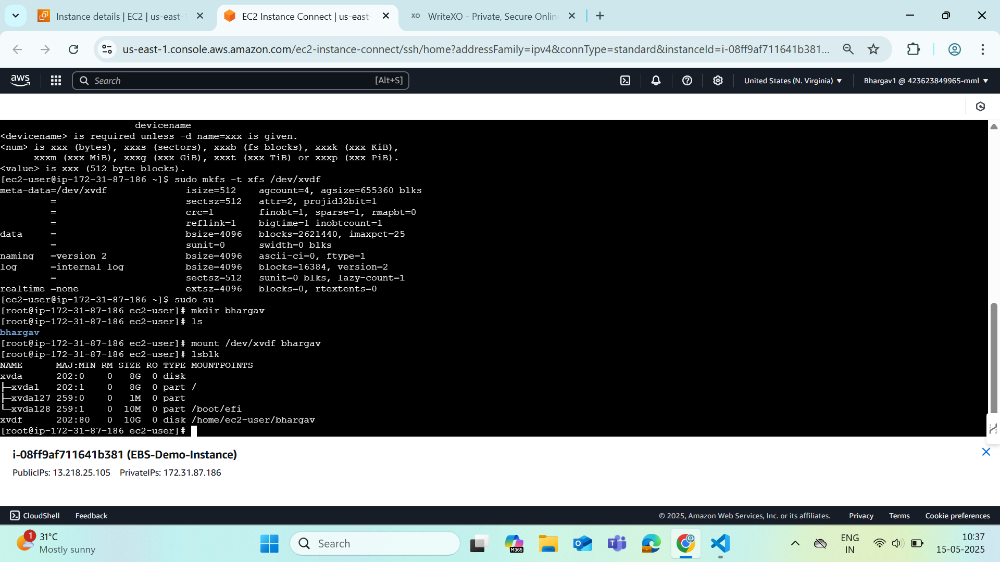 Instance details | EC2 | us-east-1
EC2 Instance Connect | us-east-
XO WriteXO - Private, Secure Onlin
us-east-1.console.aws.amazon.com/ec2-instance-connect/ssh/home?addressFamily=ipv4&connType=standard&instanceId=i-08ff9af711641b381...
aws Search [Alt+S] United States (N. Virginia) Bhargav1 @ 423623849965-mml
devicename
<devicename> is required unless -d name=xxx is given.
<num> is xxx (bytes), xxxs (sectors), xxxb (fs blocks), xxxk (xxx KiB),
xxxm (xxx MiB), xxxg (xxx GiB), xxxt (xxx TiB) or xxxp (xxx PiB).
<value> is xxx (512 byte blocks).
[ec2-user@ip-172-31-87-186 ~]$ sudo mkfs -t xfs /dev/xvdf
meta-data=/dev/xvdf isize=512 agcount=4, agsize=655360 blks
= sectsz=512 attr=2, projid32bit=1
= crc=1 finobt=1, sparse=1, rmapbt=0
= reflink=1 bigtime=1 inobtcount=1
data = bsize=4096 blocks=2621440, imaxpct=25
= sunit=0 swidth=0 blks
naming =version 2 bsize=4096 ascii-ci=0, ftype=1
log =internal log bsize=4096 blocks=16384, version=2
= sectsz=512 sunit=0 blks, lazy-count=1
realtime =none extsz=4096 blocks=0, rtextents=0
[ec2-user@ip-172-31-87-186 ~]$ sudo su
[root@ip-172-31-87-186 ec2-user]# mkdir bhargav
[root@ip-172-31-87-186 ec2-user]# ls
bhargav
[root@ip-172-31-87-186 ec2-user]# mount /dev/xvdf bhargav
[root@ip-172-31-87-186 ec2-user]# lsblk
NAME MAJ:MIN RM SIZE RO TYPE MOUNTPOINTS
xvda 202:0 0 8G 0 disk
├─xvda1 202:1 0 8G 0 part /
├─xvda127 259:0 0 1M 0 part
└─xvda128 259:1 0 10M 0 part /boot/efi
xvdf 202:80 0 10G 0 disk /home/ec2-user/bhargav
[root@ip-172-31-87-186 ec2-user]#
i-08ff9af711641b381 (EBS-Demo-Instance)
PublicIPs: 13.218.25.105 PrivateIPs: 172.31.87.186
CloudShell Feedback © 2025, Amazon Web Services, Inc. or its affiliates. Privacy Terms Cookie preferences
1
31°C
Mostly sunny
Search
M365
ENG
IN
10:37
15-05-2025